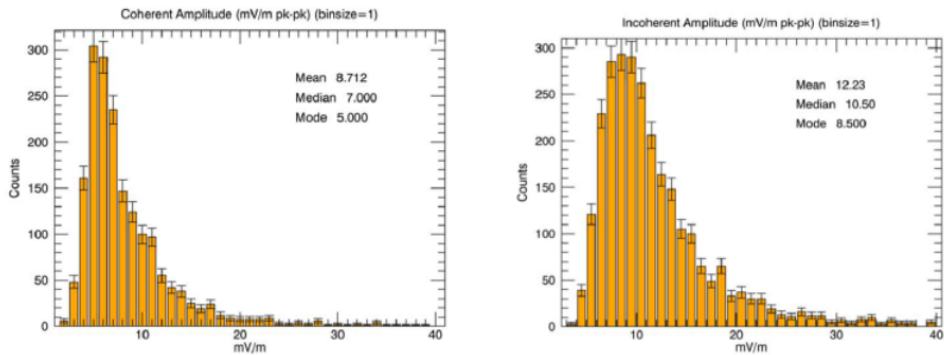 Coherent Amplitude (mV/m pk-pk) (binsize=1)
300
250
200
150
100
50
0
Counts
Mean 8.712
Median 7.000
Mode 5.000
10
20
30
40
mV/m
Incoherent Amplitude (mV/m pk-pk) (binsize=1)
300
250
200
150
100
50
0
Counts
Mean 12.23
Median 10.50
Mode 8.500
10
20
30
40
mV/m